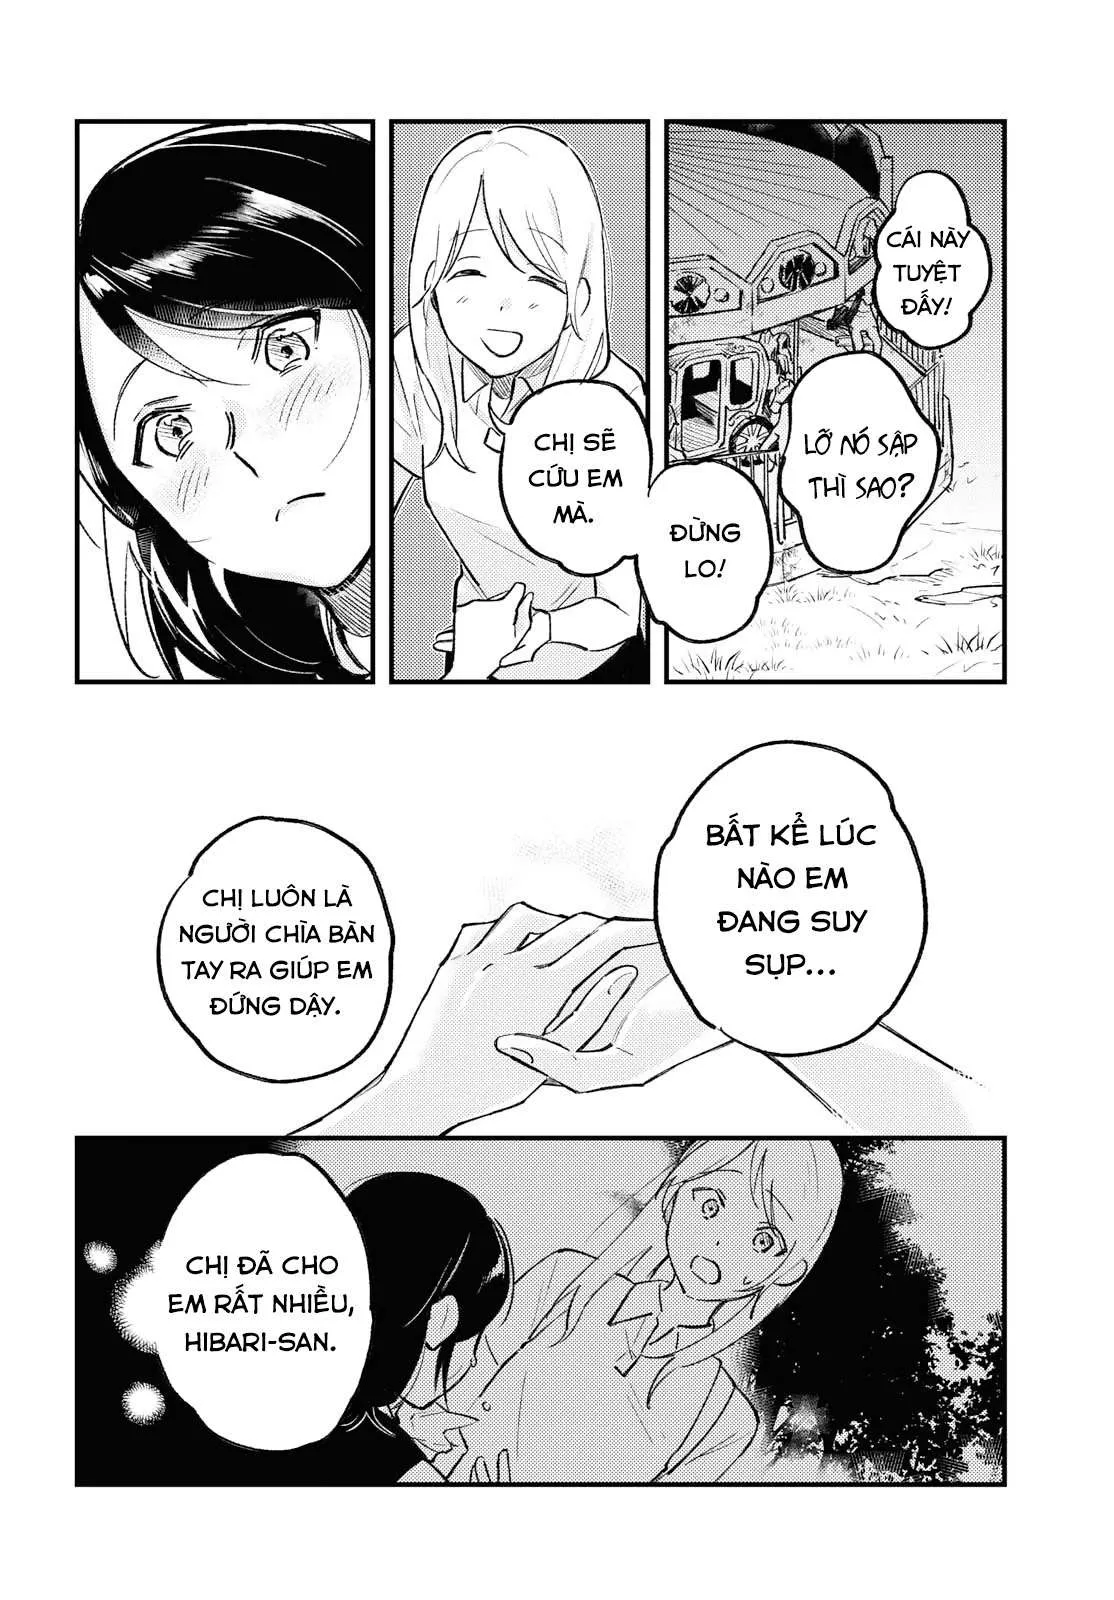 CÁI NÀY
TUYỆT
ĐẤY!
LỠ NÓ SẬP
THÌ SAO?
ĐỪNG
LO!
CHỊ SẼ
CỨU EM
MÀ.
BẤT KỂ LÚC
NÀO EM
ĐANG SUY
SỤP...
CHỊ LUÔN LÀ
NGƯỜI CHÌA BÀN
TAY RA GIÚP EM
ĐỨNG DẬY.
CHỊ ĐÃ CHO
EM RẤT NHIỀU,
HIBARI-SAN.